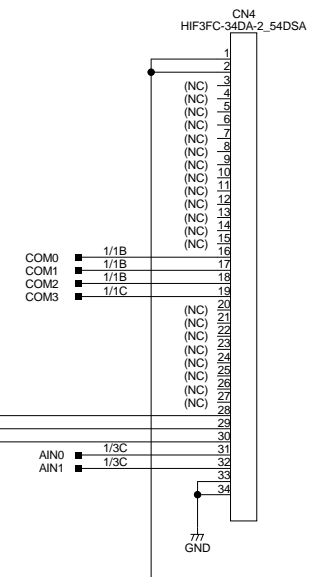 CN4
HIF3FC-34DA-2_54DSA
1
2
(NC) 3
(NC) 4
(NC) 5
(NC) 6
(NC) 7
(NC) 8
(NC) 9
(NC) 10
(NC) 11
(NC) 12
(NC) 13
(NC) 14
(NC) 15
COM0 1/1B 16
COM1 1/1B 17
COM2 1/1B 18
COM3 1/1C 19
(NC) 20
(NC) 21
(NC) 22
(NC) 23
(NC) 24
(NC) 25
(NC) 26
(NC) 27
28
29
30
AIN0 1/3C 31
AIN1 1/3C 32
33
34
GND